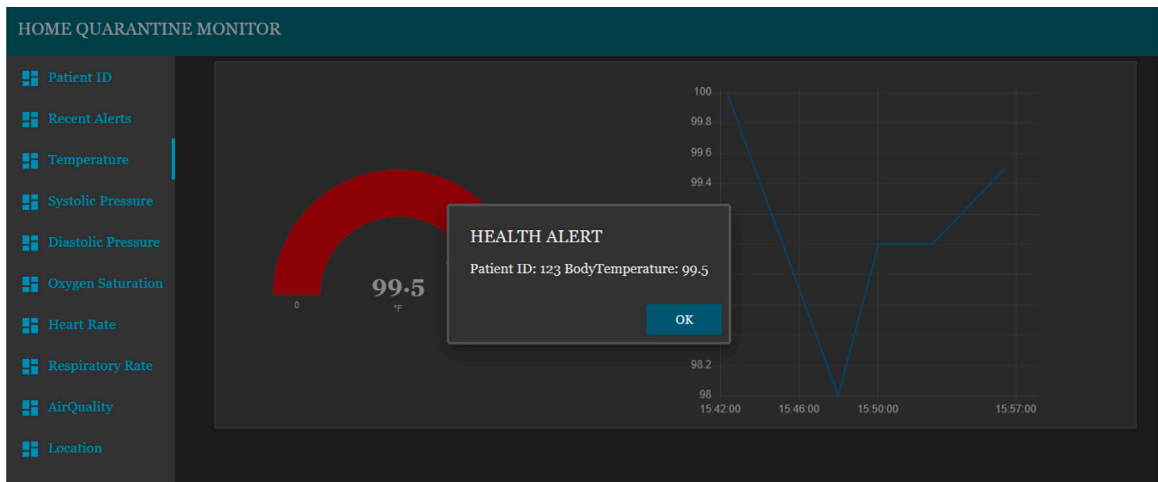 HOME QUARANTINE MONITOR
Patient ID
Recent Alerts
Temperature
Systolic Pressure
Diastolic Pressure
Oxygen Saturation
Heart Rate
Respiratory Rate
AirQuality
Location
99.5
°F
0
HEALTH ALERT
Patient ID: 123 BodyTemperature: 99.5
OK
100
99.8
99.6
99.4
98.2
98
15:42:00 15:46:00 15:50:00 15:57:00